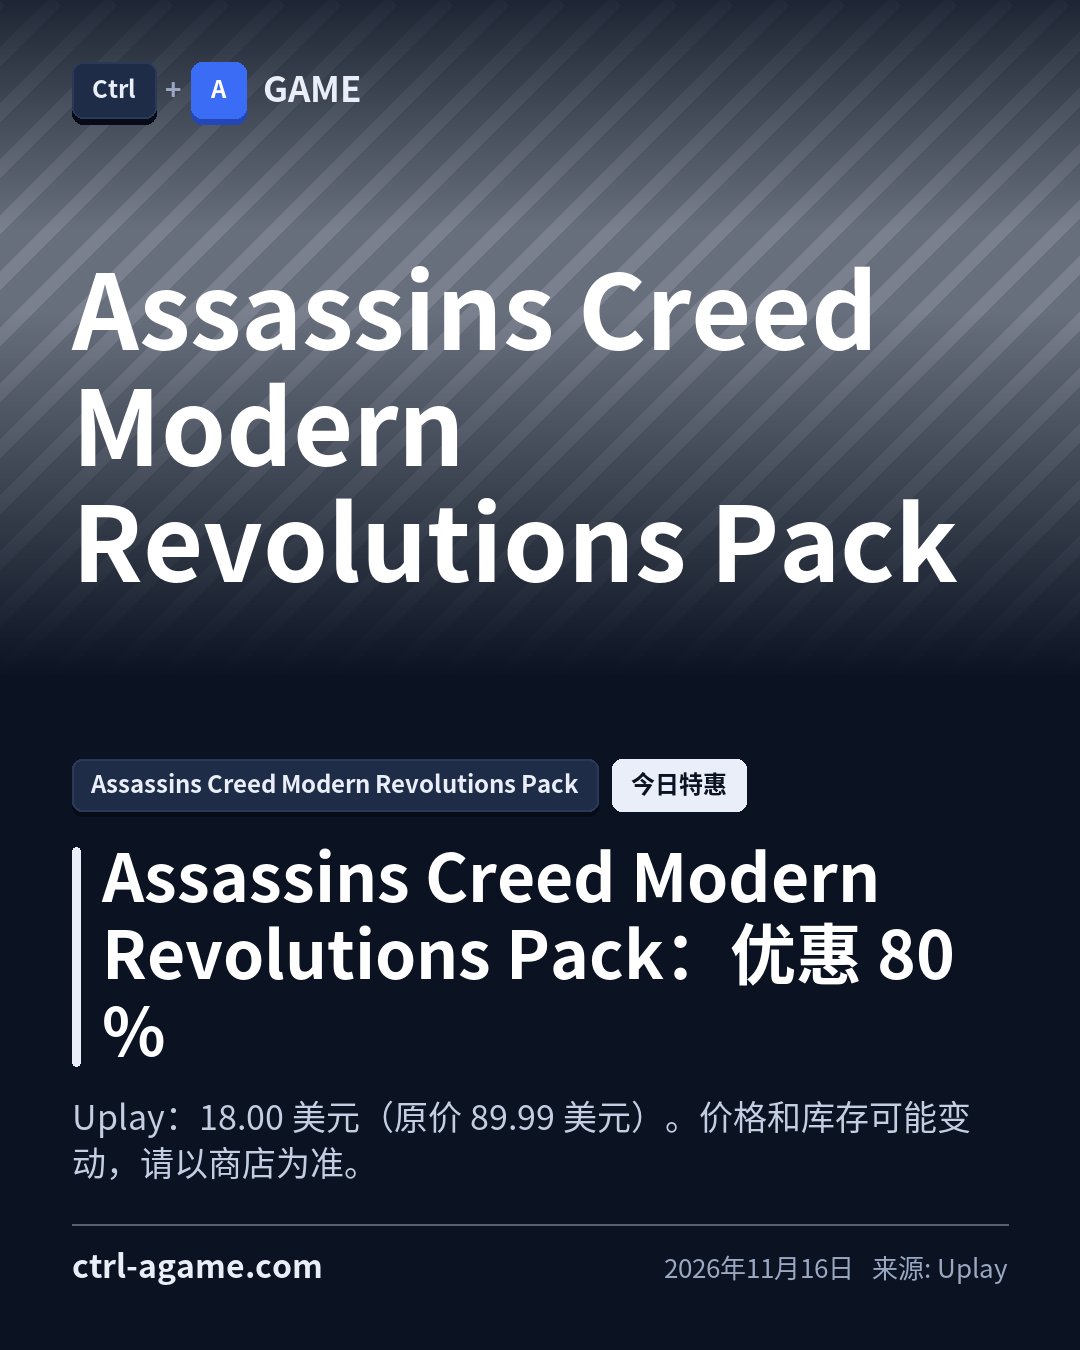 Ctrl + A GAME
Assassins Creed
Modern
Revolutions Pack
Assassins Creed Modern Revolutions Pack 今日特惠
Assassins Creed Modern
Revolutions Pack：优惠 80
%
Uplay：18.00 美元（原价 89.99 美元）。价格和库存可能变
动，请以商店为准。
ctrl-agame.com 2026年11月16日 来源: Uplay